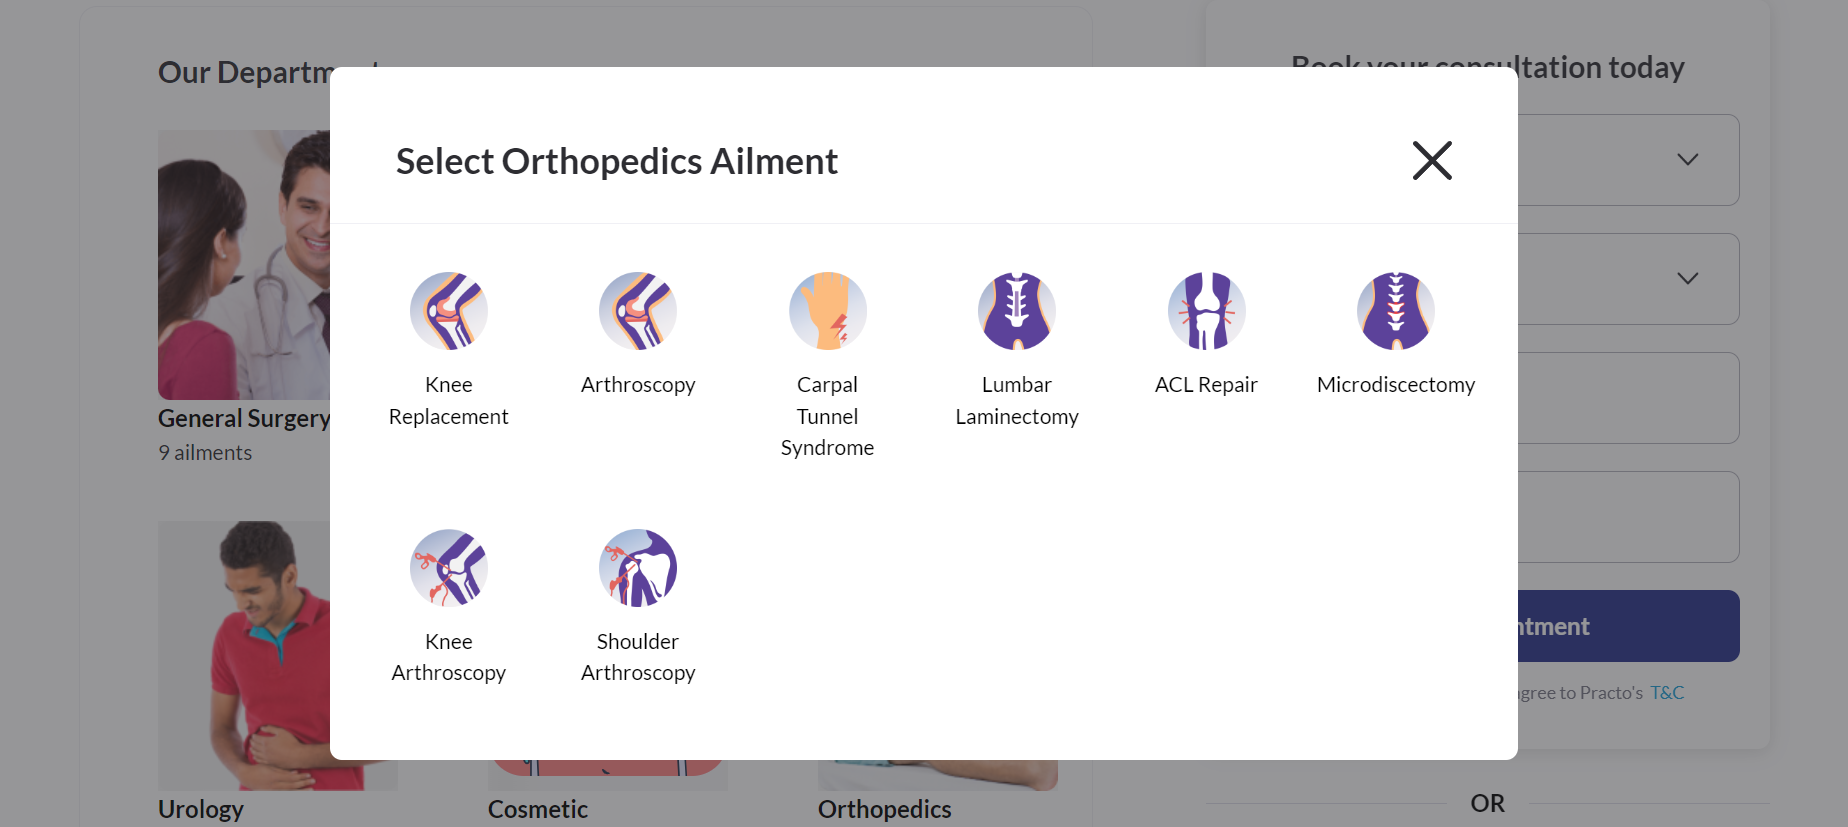 Our Departm
Book your consultation today
Select Orthopedics Ailment
Knee
Replacement
Arthroscopy
Carpal
Tunnel
Syndrome
Lumbar
Laminectomy
ACL Repair
Microdiscectomy
General Surgery
9 ailments
Knee
Arthroscopy
Shoulder
Arthroscopy
ntment
agree to Practo's T&C
Urology
Cosmetic
Orthopedics
OR